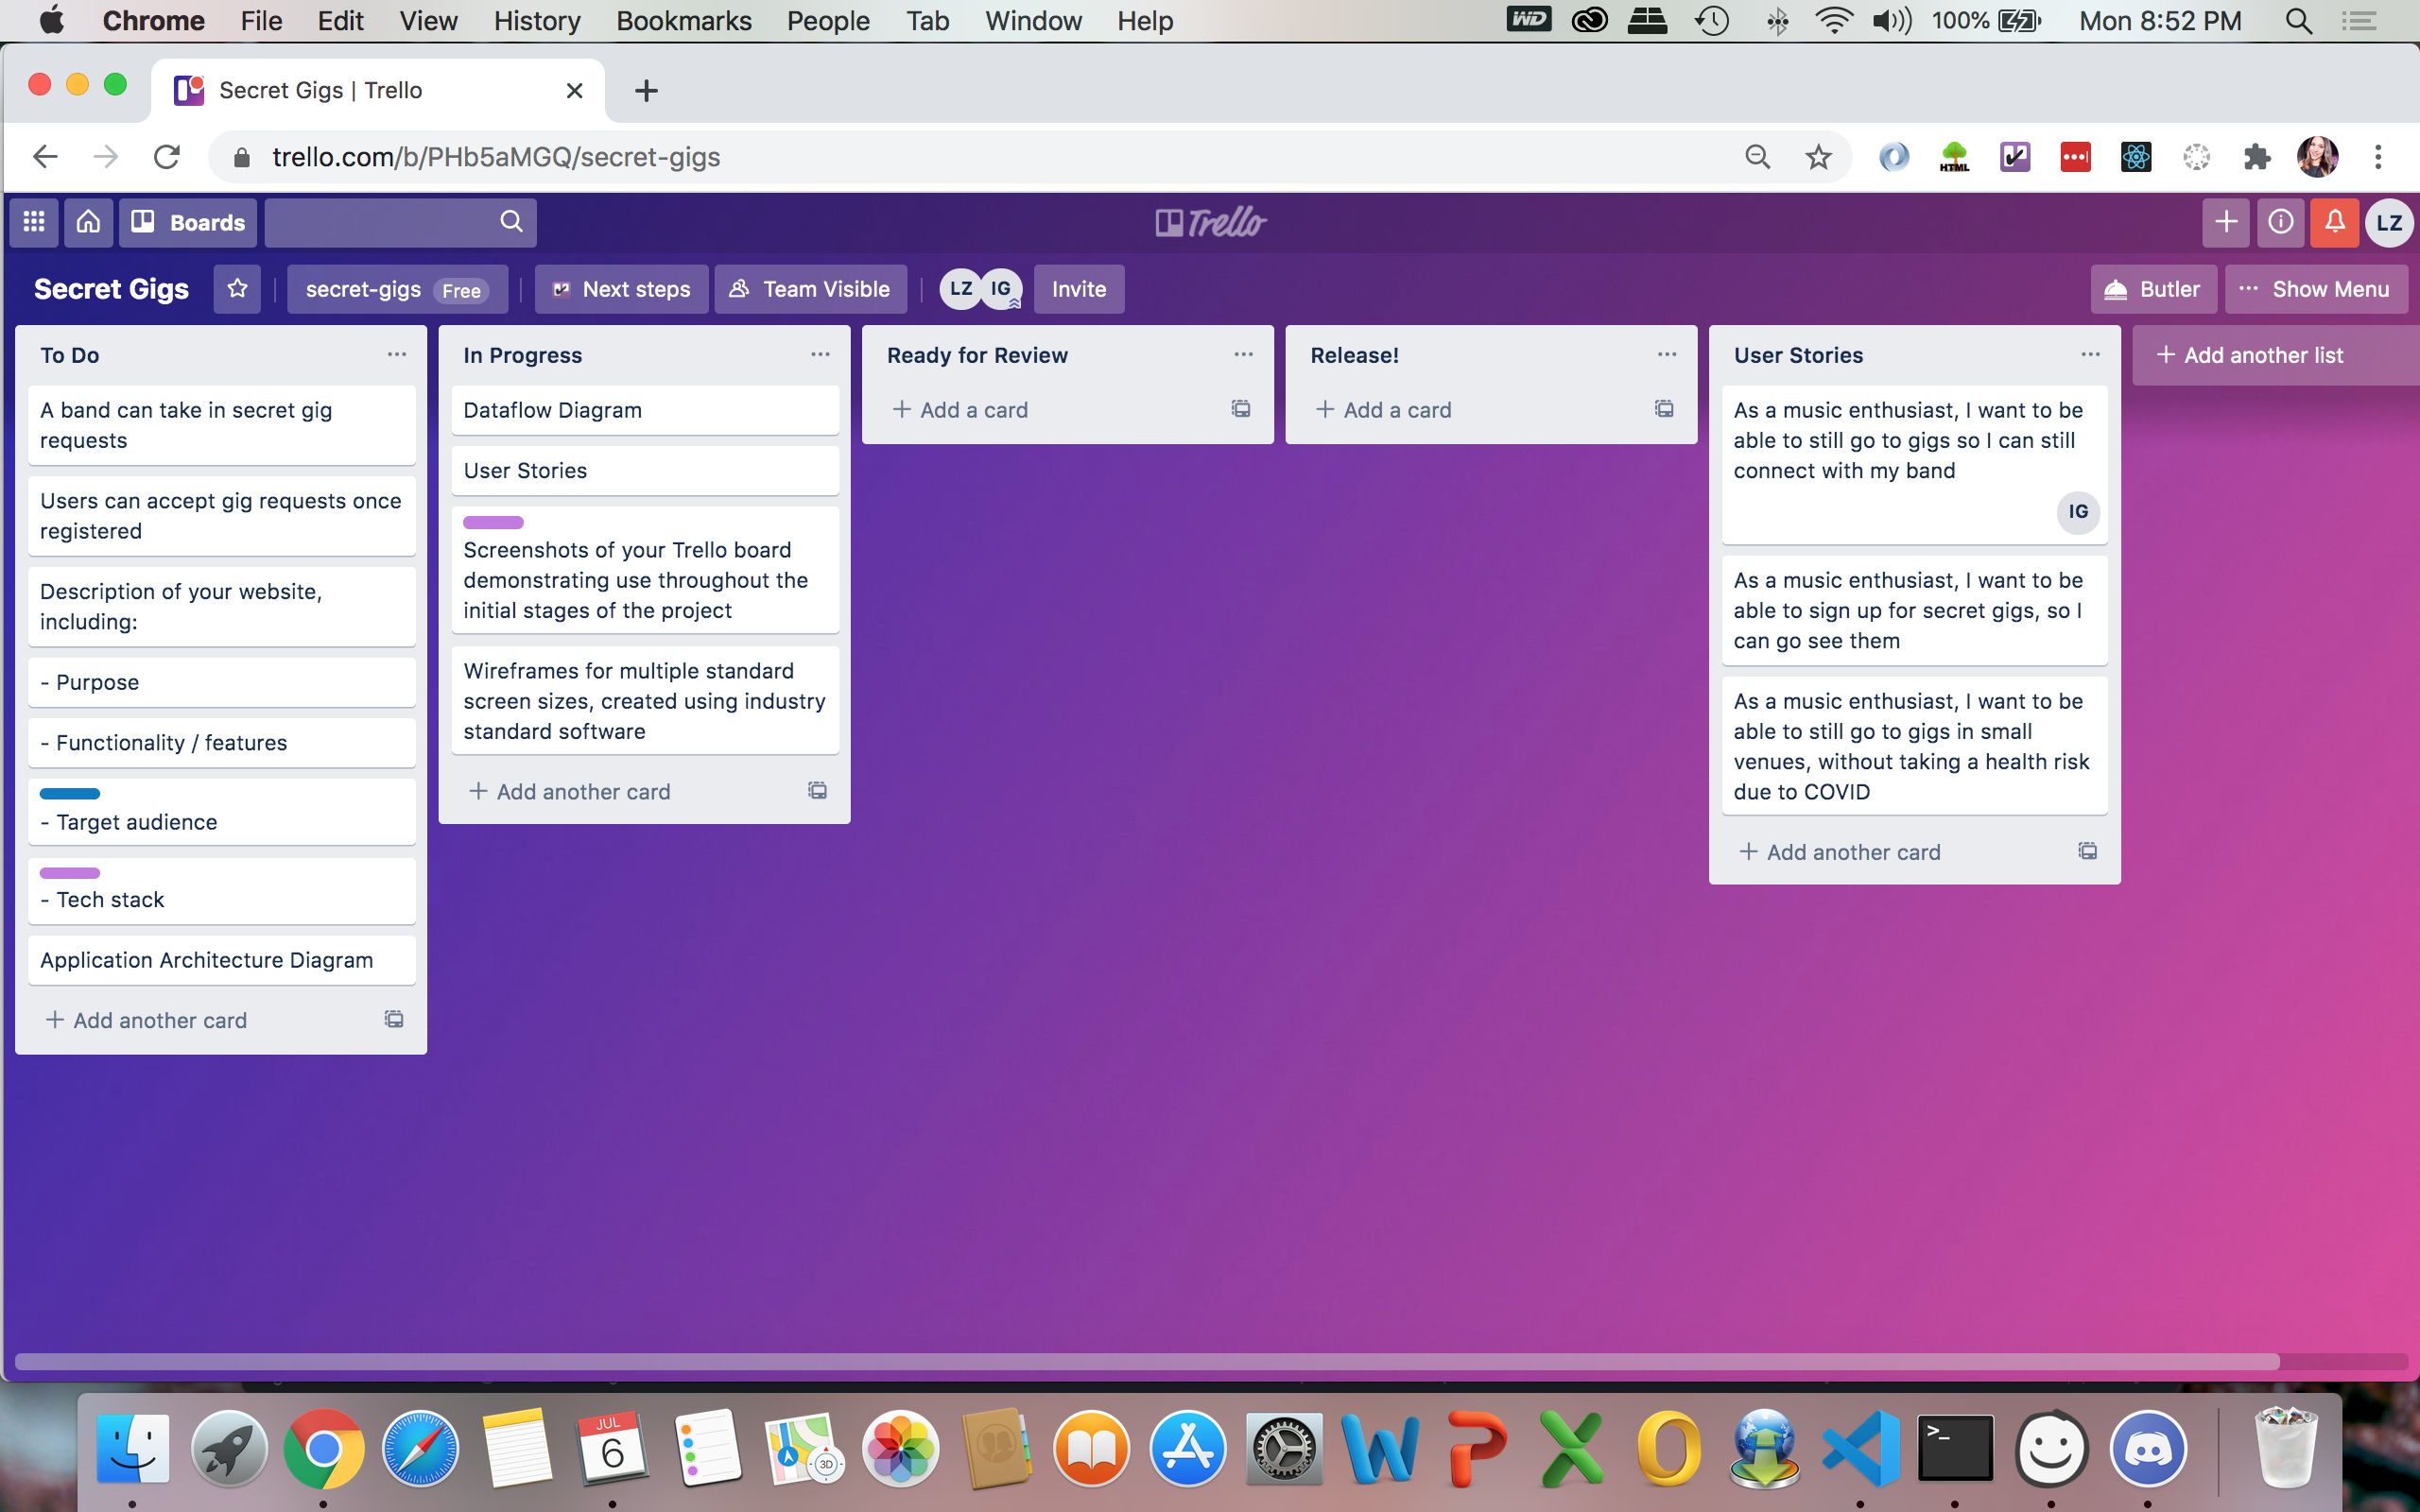 Chrome File Edit View History Bookmarks People Tab Window Help
WD
100%
Mon 8:52 PM
Secret Gigs | Trello
trello.com/b/PHb5aMGQ/secret-gigs
HTML
Boards
Trello
LZ
Secret Gigs
secret-gigs Free
Next steps
Team Visible
LZ
IG
Invite
Butler
Show Menu
To Do
A band can take in secret gig
requests
Users can accept gig requests once
registered
Description of your website,
including:
- Purpose
- Functionality / features
- Target audience
- Tech stack
Application Architecture Diagram
+ Add another card
In Progress
Dataflow Diagram
User Stories
Screenshots of your Trello board
demonstrating use throughout the
initial stages of the project
Wireframes for multiple standard
screen sizes, created using industry
standard software
+ Add another card
Ready for Review
+ Add a card
Release!
+ Add a card
User Stories
As a music enthusiast, I want to be
able to still go to gigs so I can still
connect with my band
IG
As a music enthusiast, I want to be
able to sign up for secret gigs, so I
can go see them
As a music enthusiast, I want to be
able to still go to gigs in small
venues, without taking a health risk
due to COVID
+ Add another card
+ Add another list
JUL
6
3D
>_